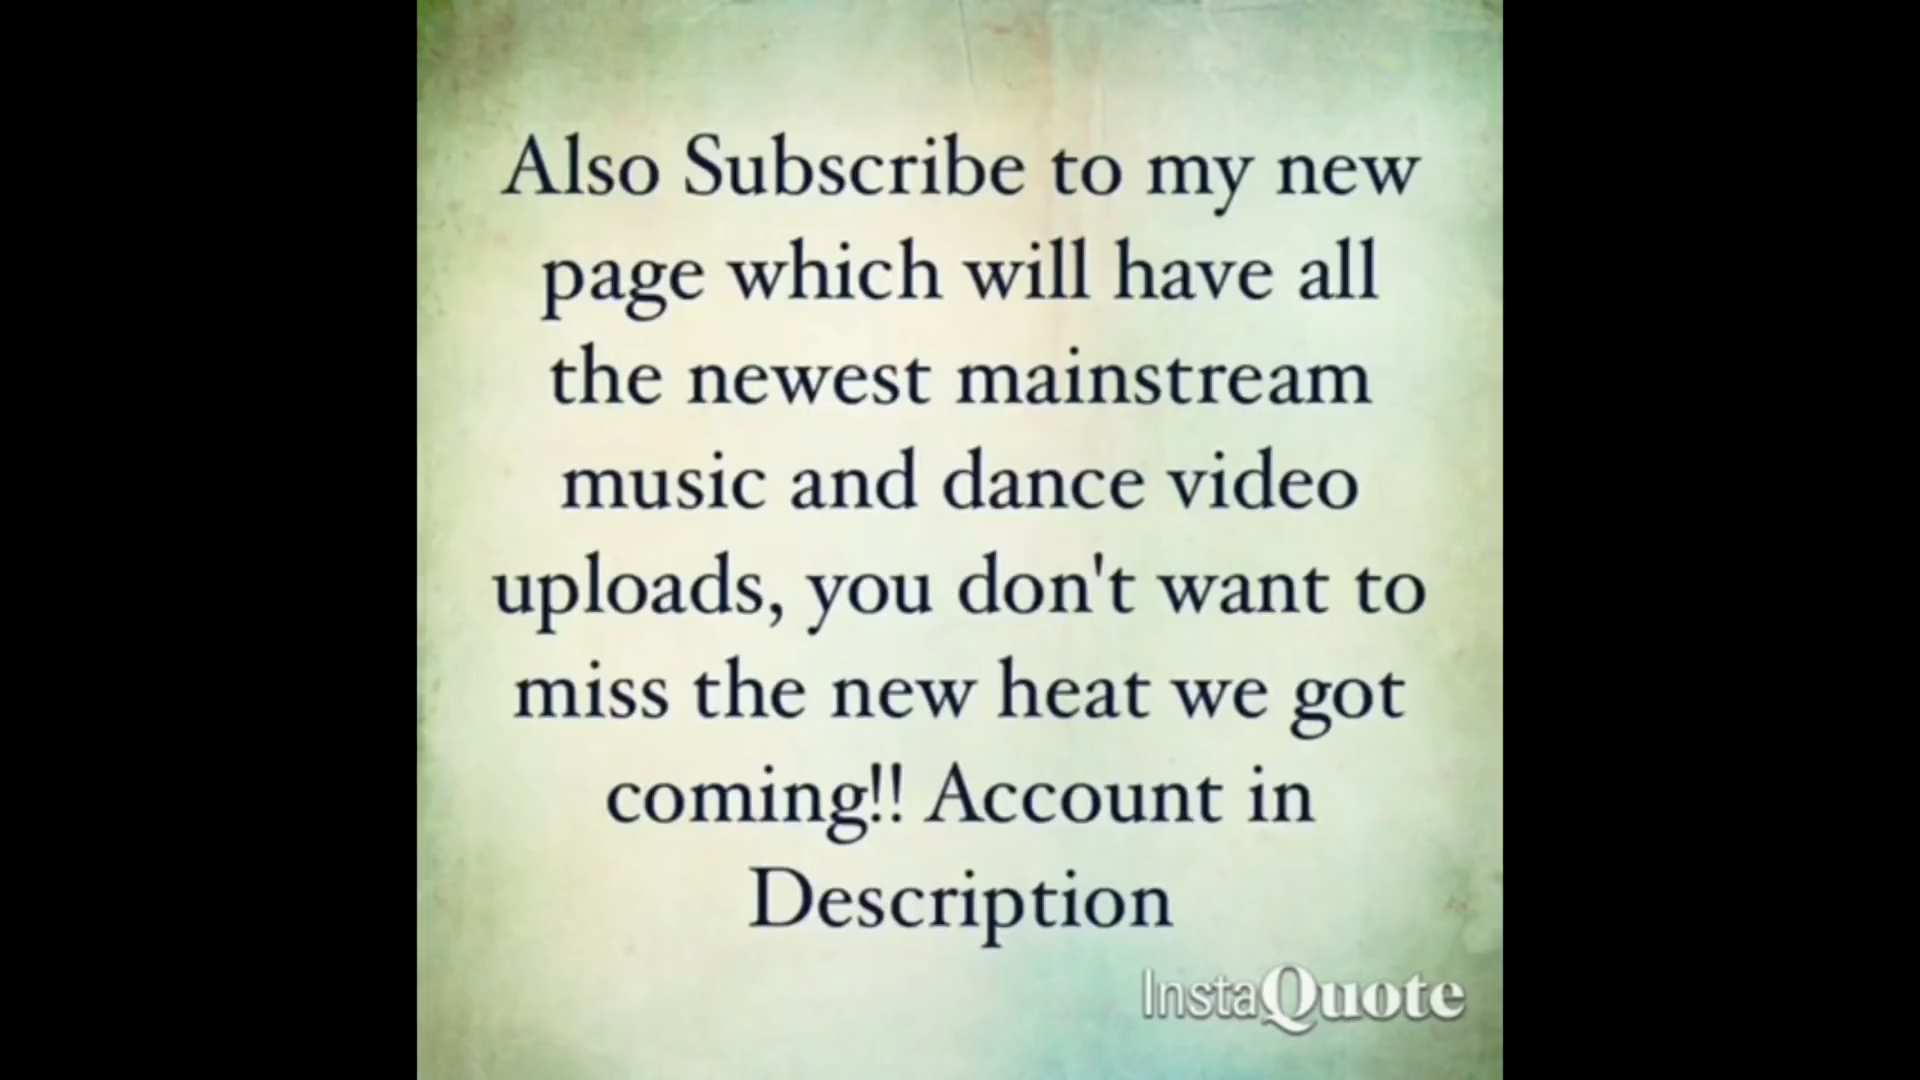 Also Subscribe to my new
page which will have all
the newest mainstream
music and dance video
uploads, you don't want to
miss the new heat we got
coming!! Account in
Description
InstaQuote